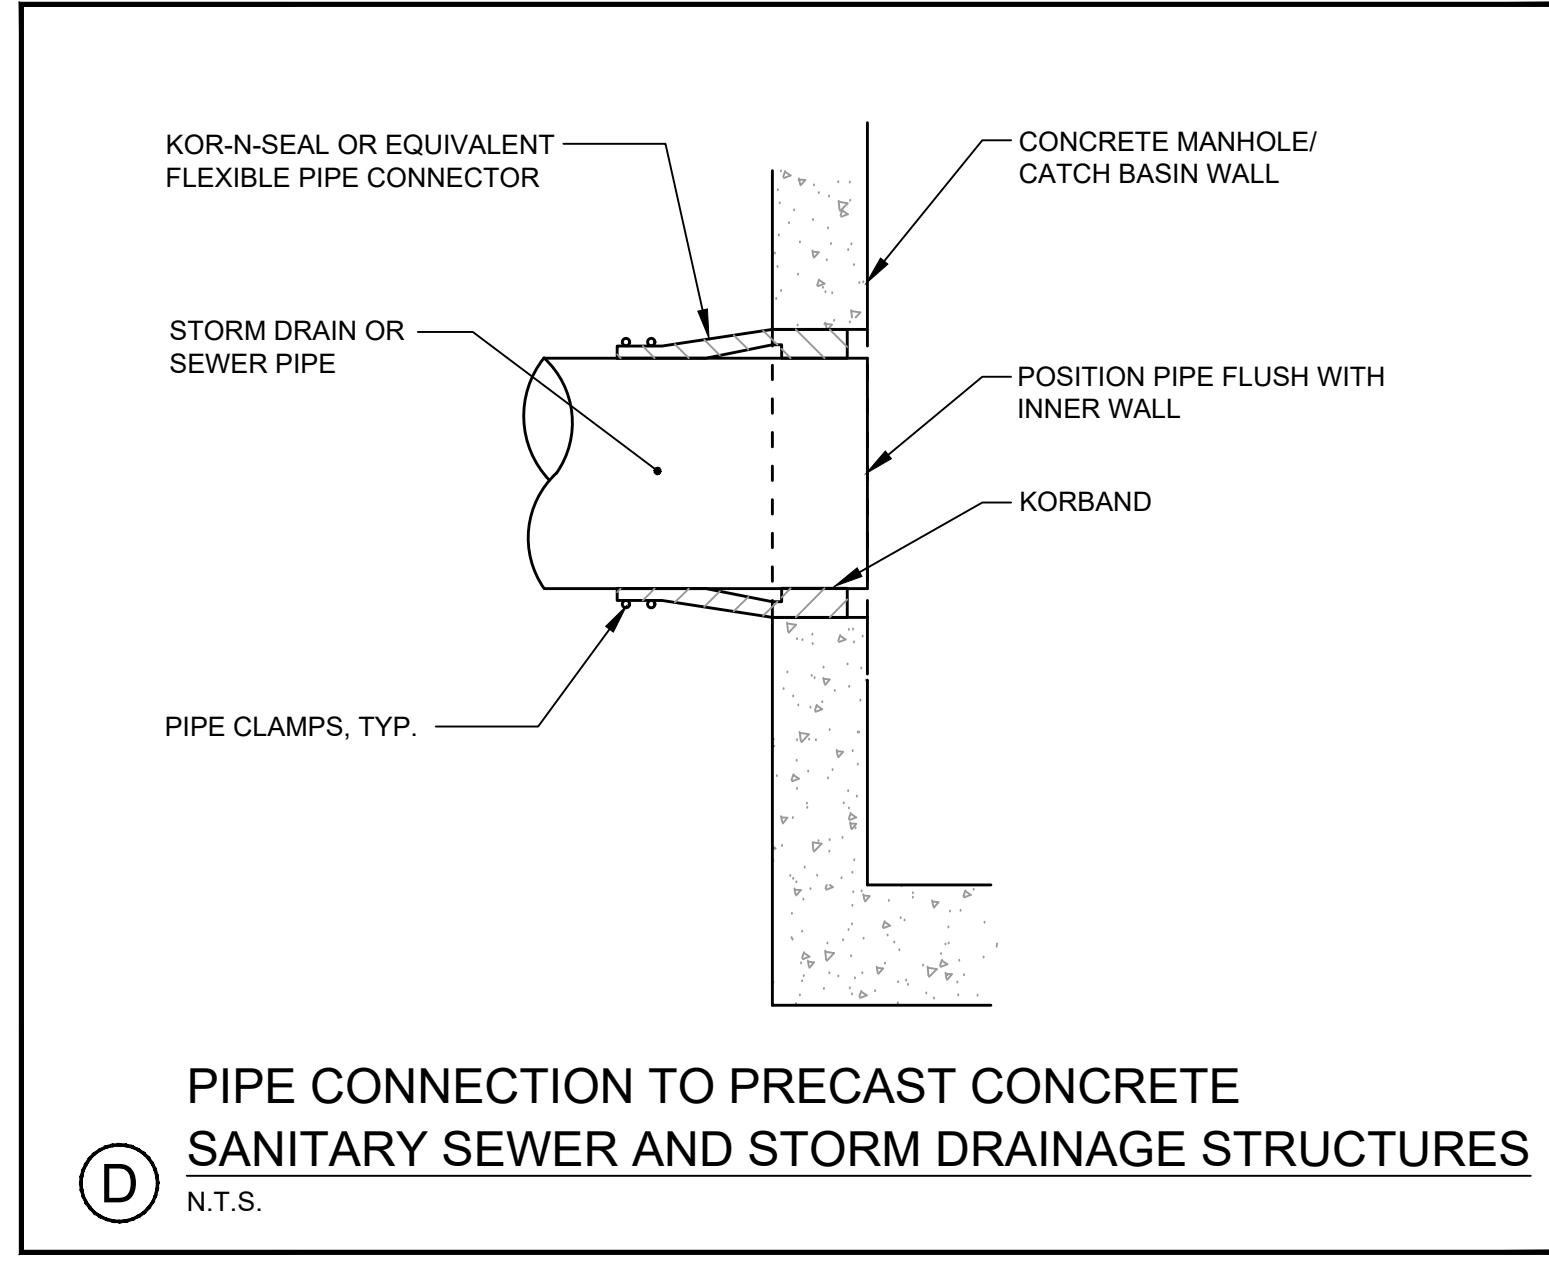 KOR-N-SEAL OR EQUIVALENT
FLEXIBLE PIPE CONNECTOR
CONCRETE MANHOLE/
CATCH BASIN WALL
STORM DRAIN OR
SEWER PIPE
POSITION PIPE FLUSH WITH
INNER WALL
KORBAND
PIPE CLAMPS, TYP.
PIPE CONNECTION TO PRECAST CONCRETE
SANITARY SEWER AND STORM DRAINAGE STRUCTURES
D
N.T.S.